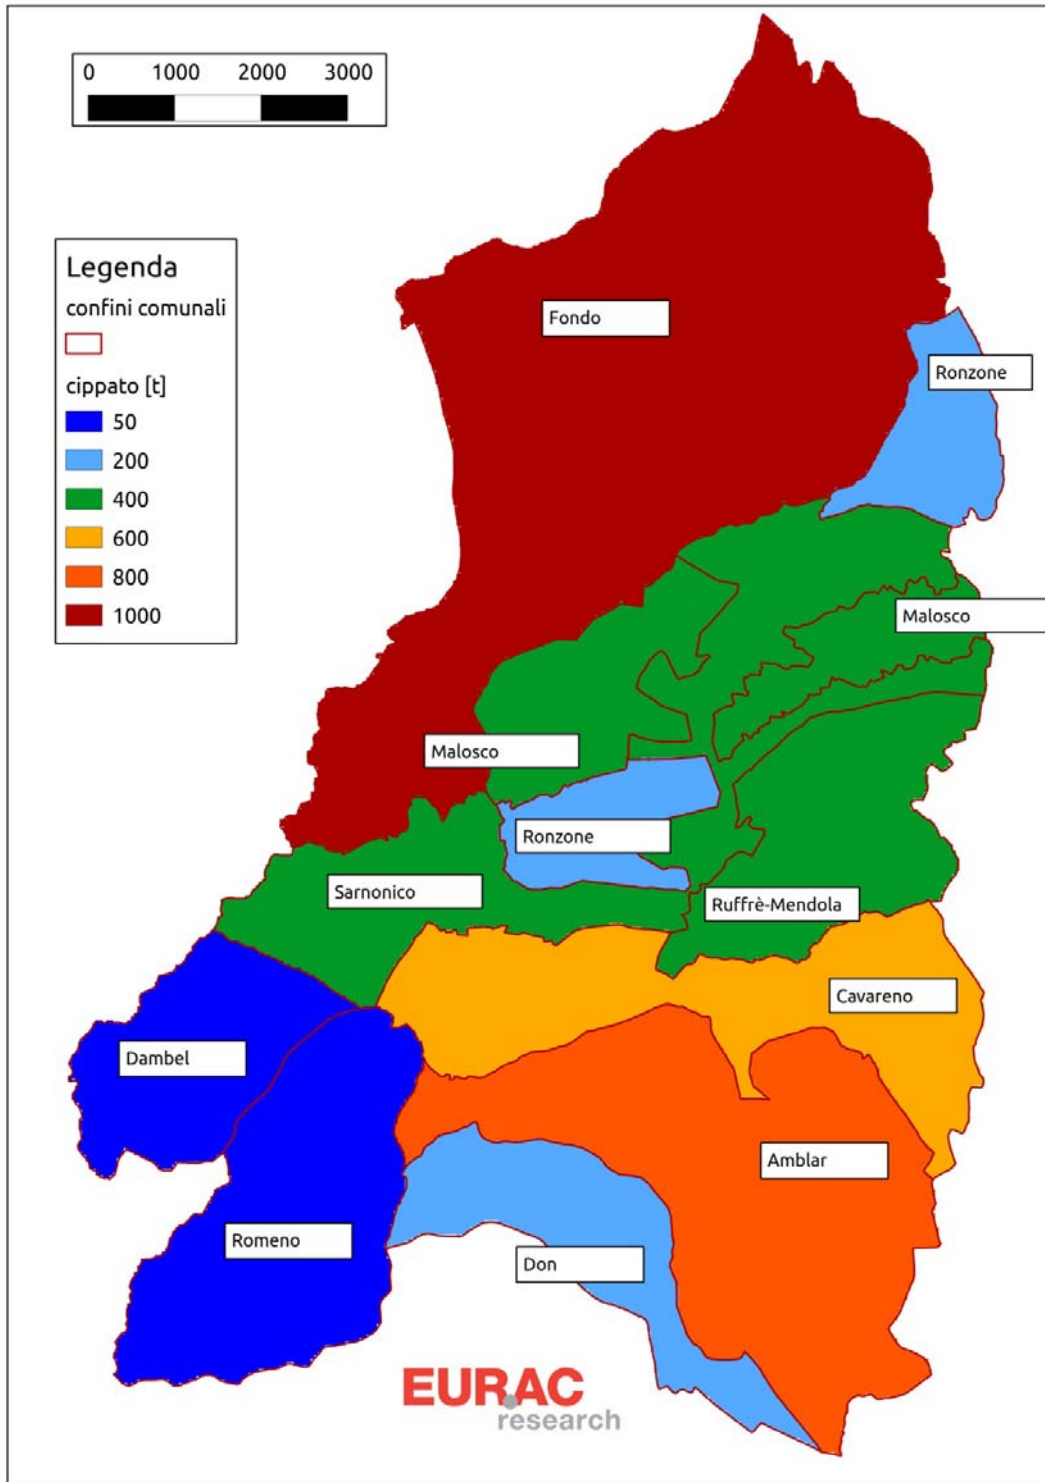 0 1000 2000 3000
Legenda
confini comunali
cippato [t]
50
200
400
600
800
1000
Fondo
Ronzone
Malosco
Malosco
Ronzone
Sarnonico
Ruffrè-Mendola
Cavareno
Dambel
Amblar
Romeno
Don
EURAC
research